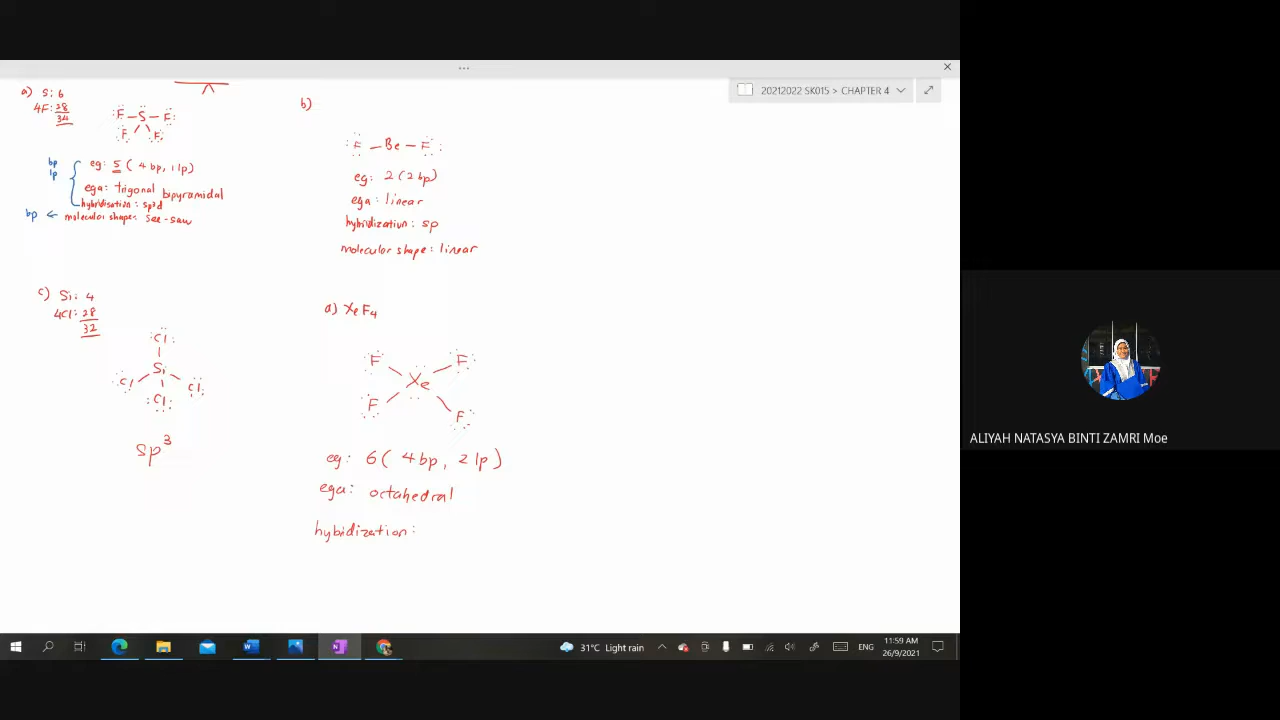 20212022 SK015 > CHAPTER 4
a) S: 6
4F: 28
34
F - S - F:
F F
bp
lp
eg: 5 ( 4 bp, 1 lp)
ega: trigonal bipyramidal
hybridisation: sp3d
bp ← molecular shape: see-saw
b)
:F - Be - F:
eg: 2 (2 bp)
ega: linear
hybridization: sp
molecular shape: linear
c) Si: 4
4Cl: 28
32
:Cl:
Si
Cl Cl
:Cl:
sp³
a) XeF4
F F
Xe
F F
eg: 6 ( 4 bp, 2 lp)
ega: octahedral
hybidization:
ALIYAH NATASYA BINTI ZAMRI Moe
31°C Light rain
ENG
11:59 AM
26/9/2021